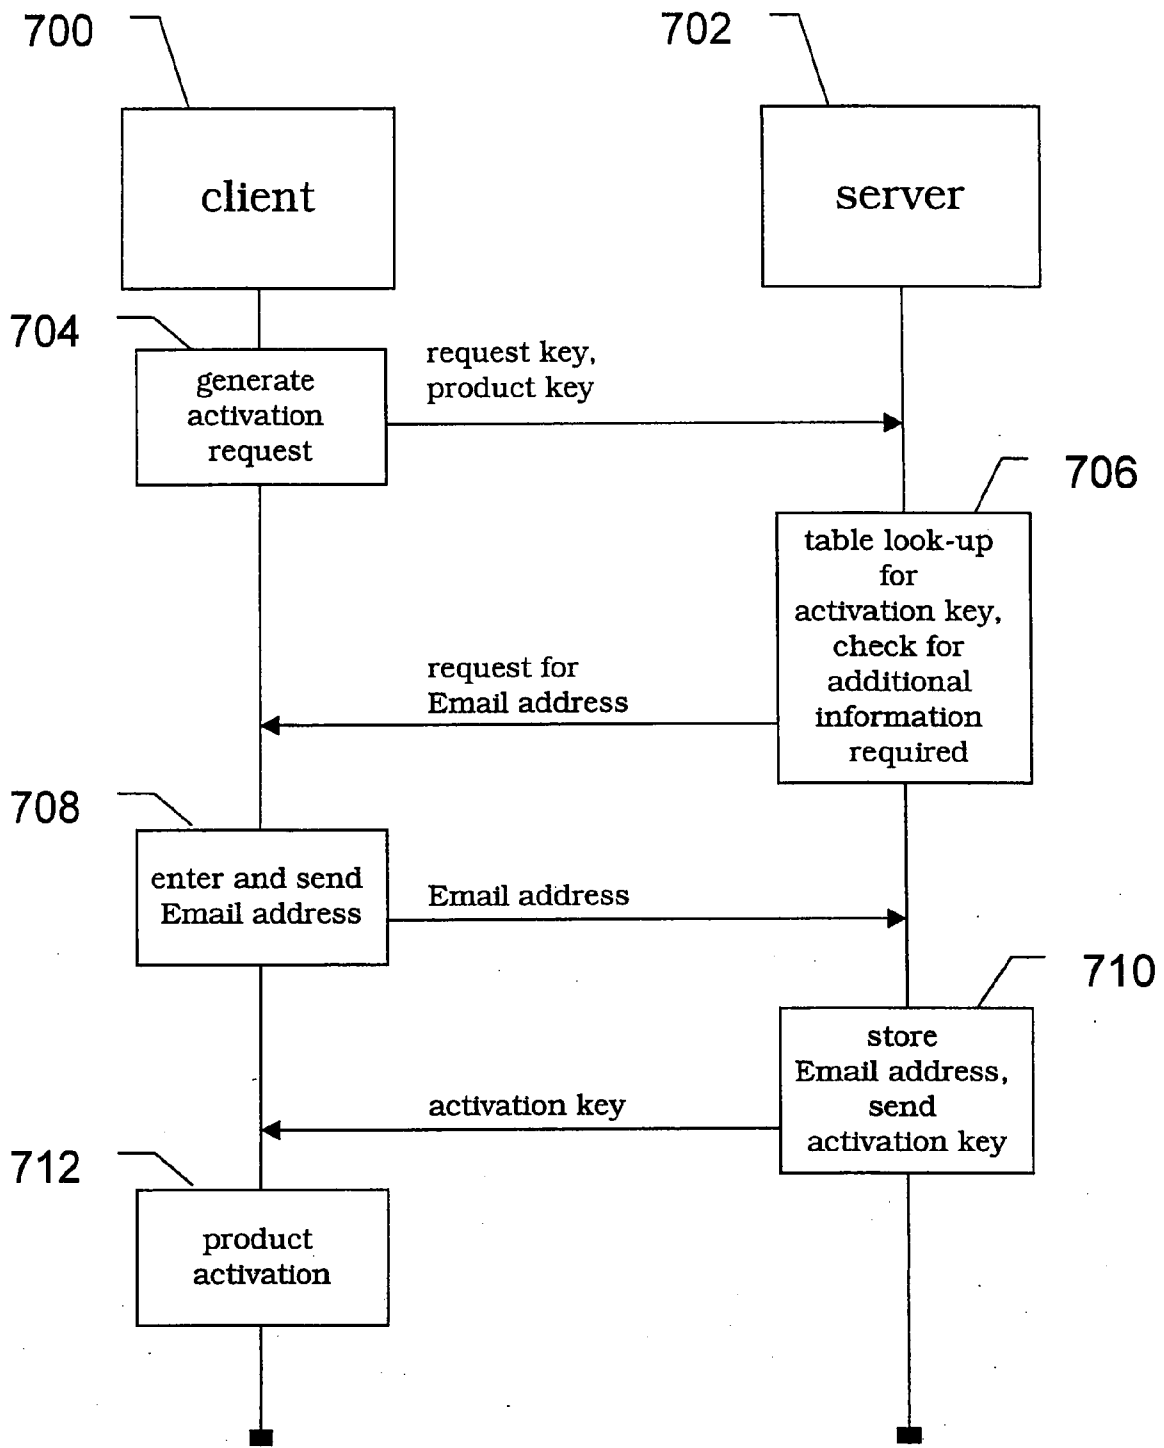 700
702
client
server
704
generate
activation
request
request key,
product key
706
table look-up
for
activation key,
check for
additional
information
required
request for
Email address
708
enter and send
Email address
Email address
710
store
Email address,
send
activation key
activation key
712
product
activation